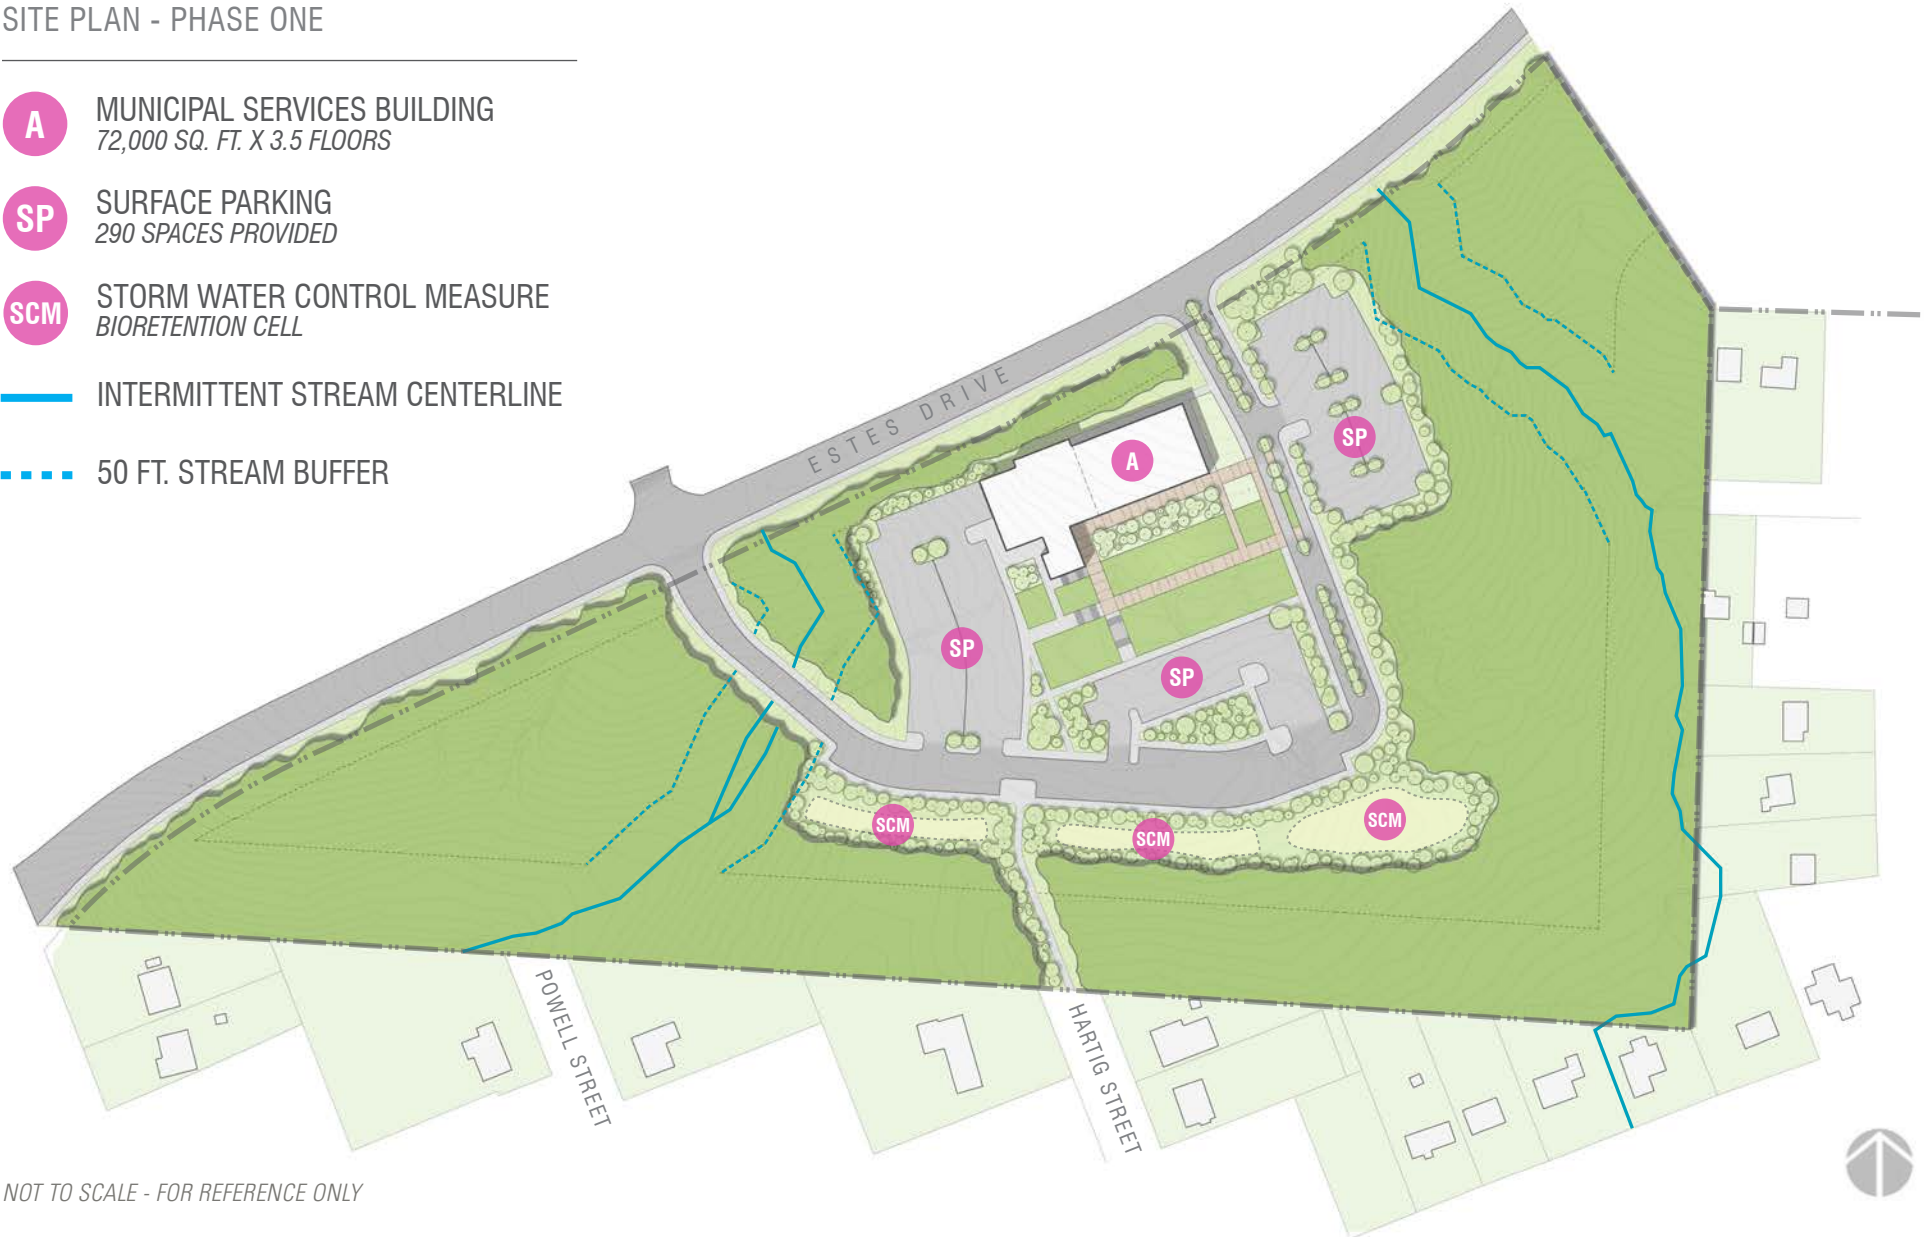 SITE PLAN - PHASE ONE
A
MUNICIPAL SERVICES BUILDING
72,000 SQ. FT. X 3.5 FLOORS
SP
SURFACE PARKING
290 SPACES PROVIDED
SCM
STORM WATER CONTROL MEASURE
BIORETENTION CELL
INTERMITTENT STREAM CENTERLINE
50 FT. STREAM BUFFER
ESTES DRIVE
A
SP
SP
SP
SCM
SCM
SCM
POWELL STREET
HARTIG STREET
NOT TO SCALE - FOR REFERENCE ONLY